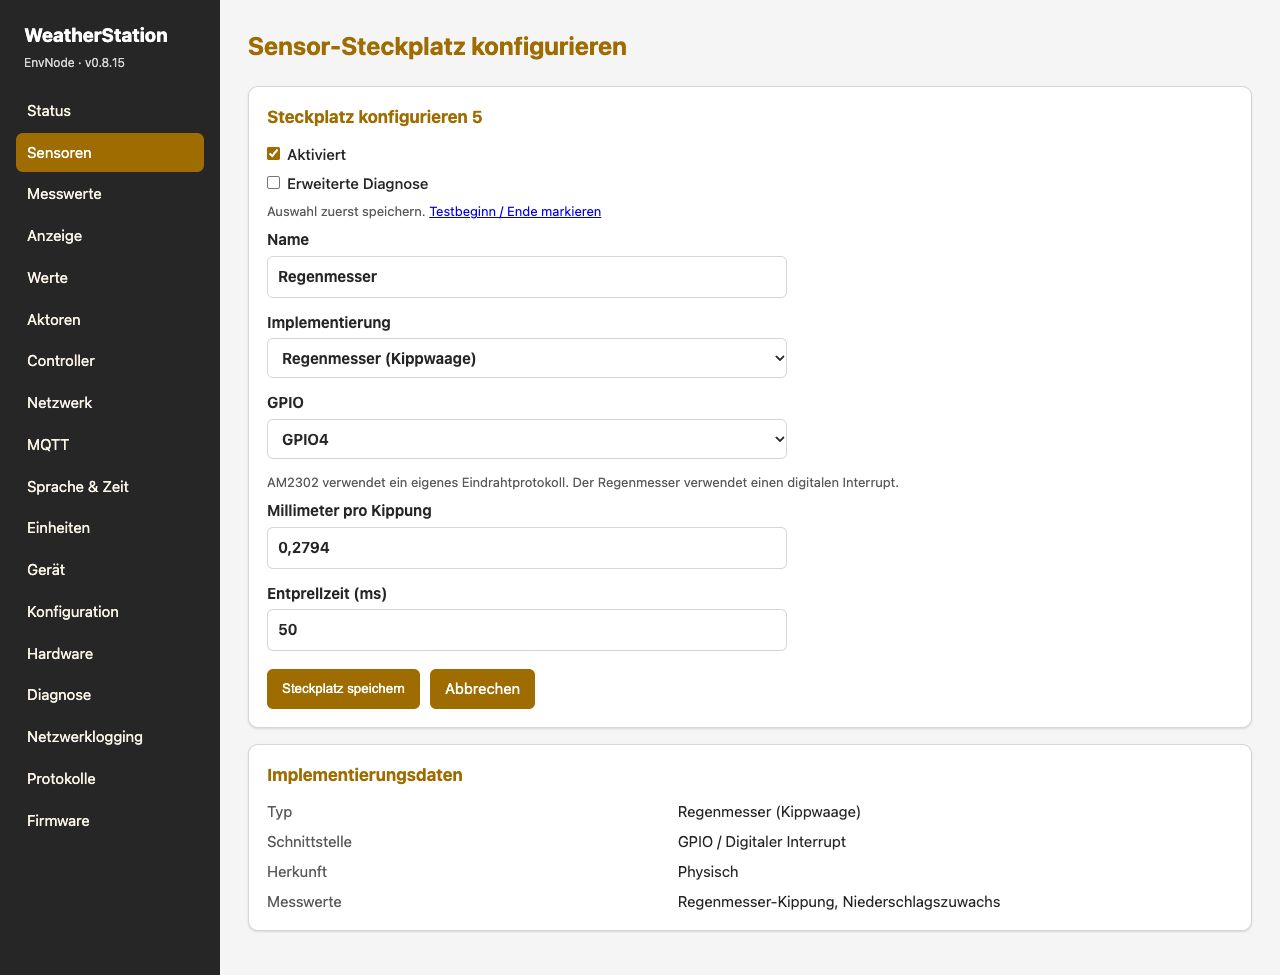 WeatherStation
EnvNode · v0.8.15
Status
Sensoren
Messwerte
Anzeige
Werte
Aktoren
Controller
Netzwerk
MQTT
Sprache & Zeit
Einheiten
Gerät
Konfiguration
Hardware
Diagnose
Netzwerklogging
Protokolle
Firmware
Sensor-Steckplatz konfigurieren
Steckplatz konfigurieren 5
Aktiviert
Erweiterte Diagnose
Auswahl zuerst speichern. Testbeginn / Ende markieren
Name
Regenmesser
Implementierung
Regenmesser (Kippwaage)
GPIO
GPIO4
AM2302 verwendet ein eigenes Eindrahtprotokoll. Der Regenmesser verwendet einen digitalen Interrupt.
Millimeter pro Kippung
0,2794
Entprellzeit (ms)
50
Steckplatz speichern Abbrechen
Implementierungsdaten
Typ Regenmesser (Kippwaage)
Schnittstelle GPIO / Digitaler Interrupt
Herkunft Physisch
Messwerte Regenmesser-Kippung, Niederschlagszuwachs